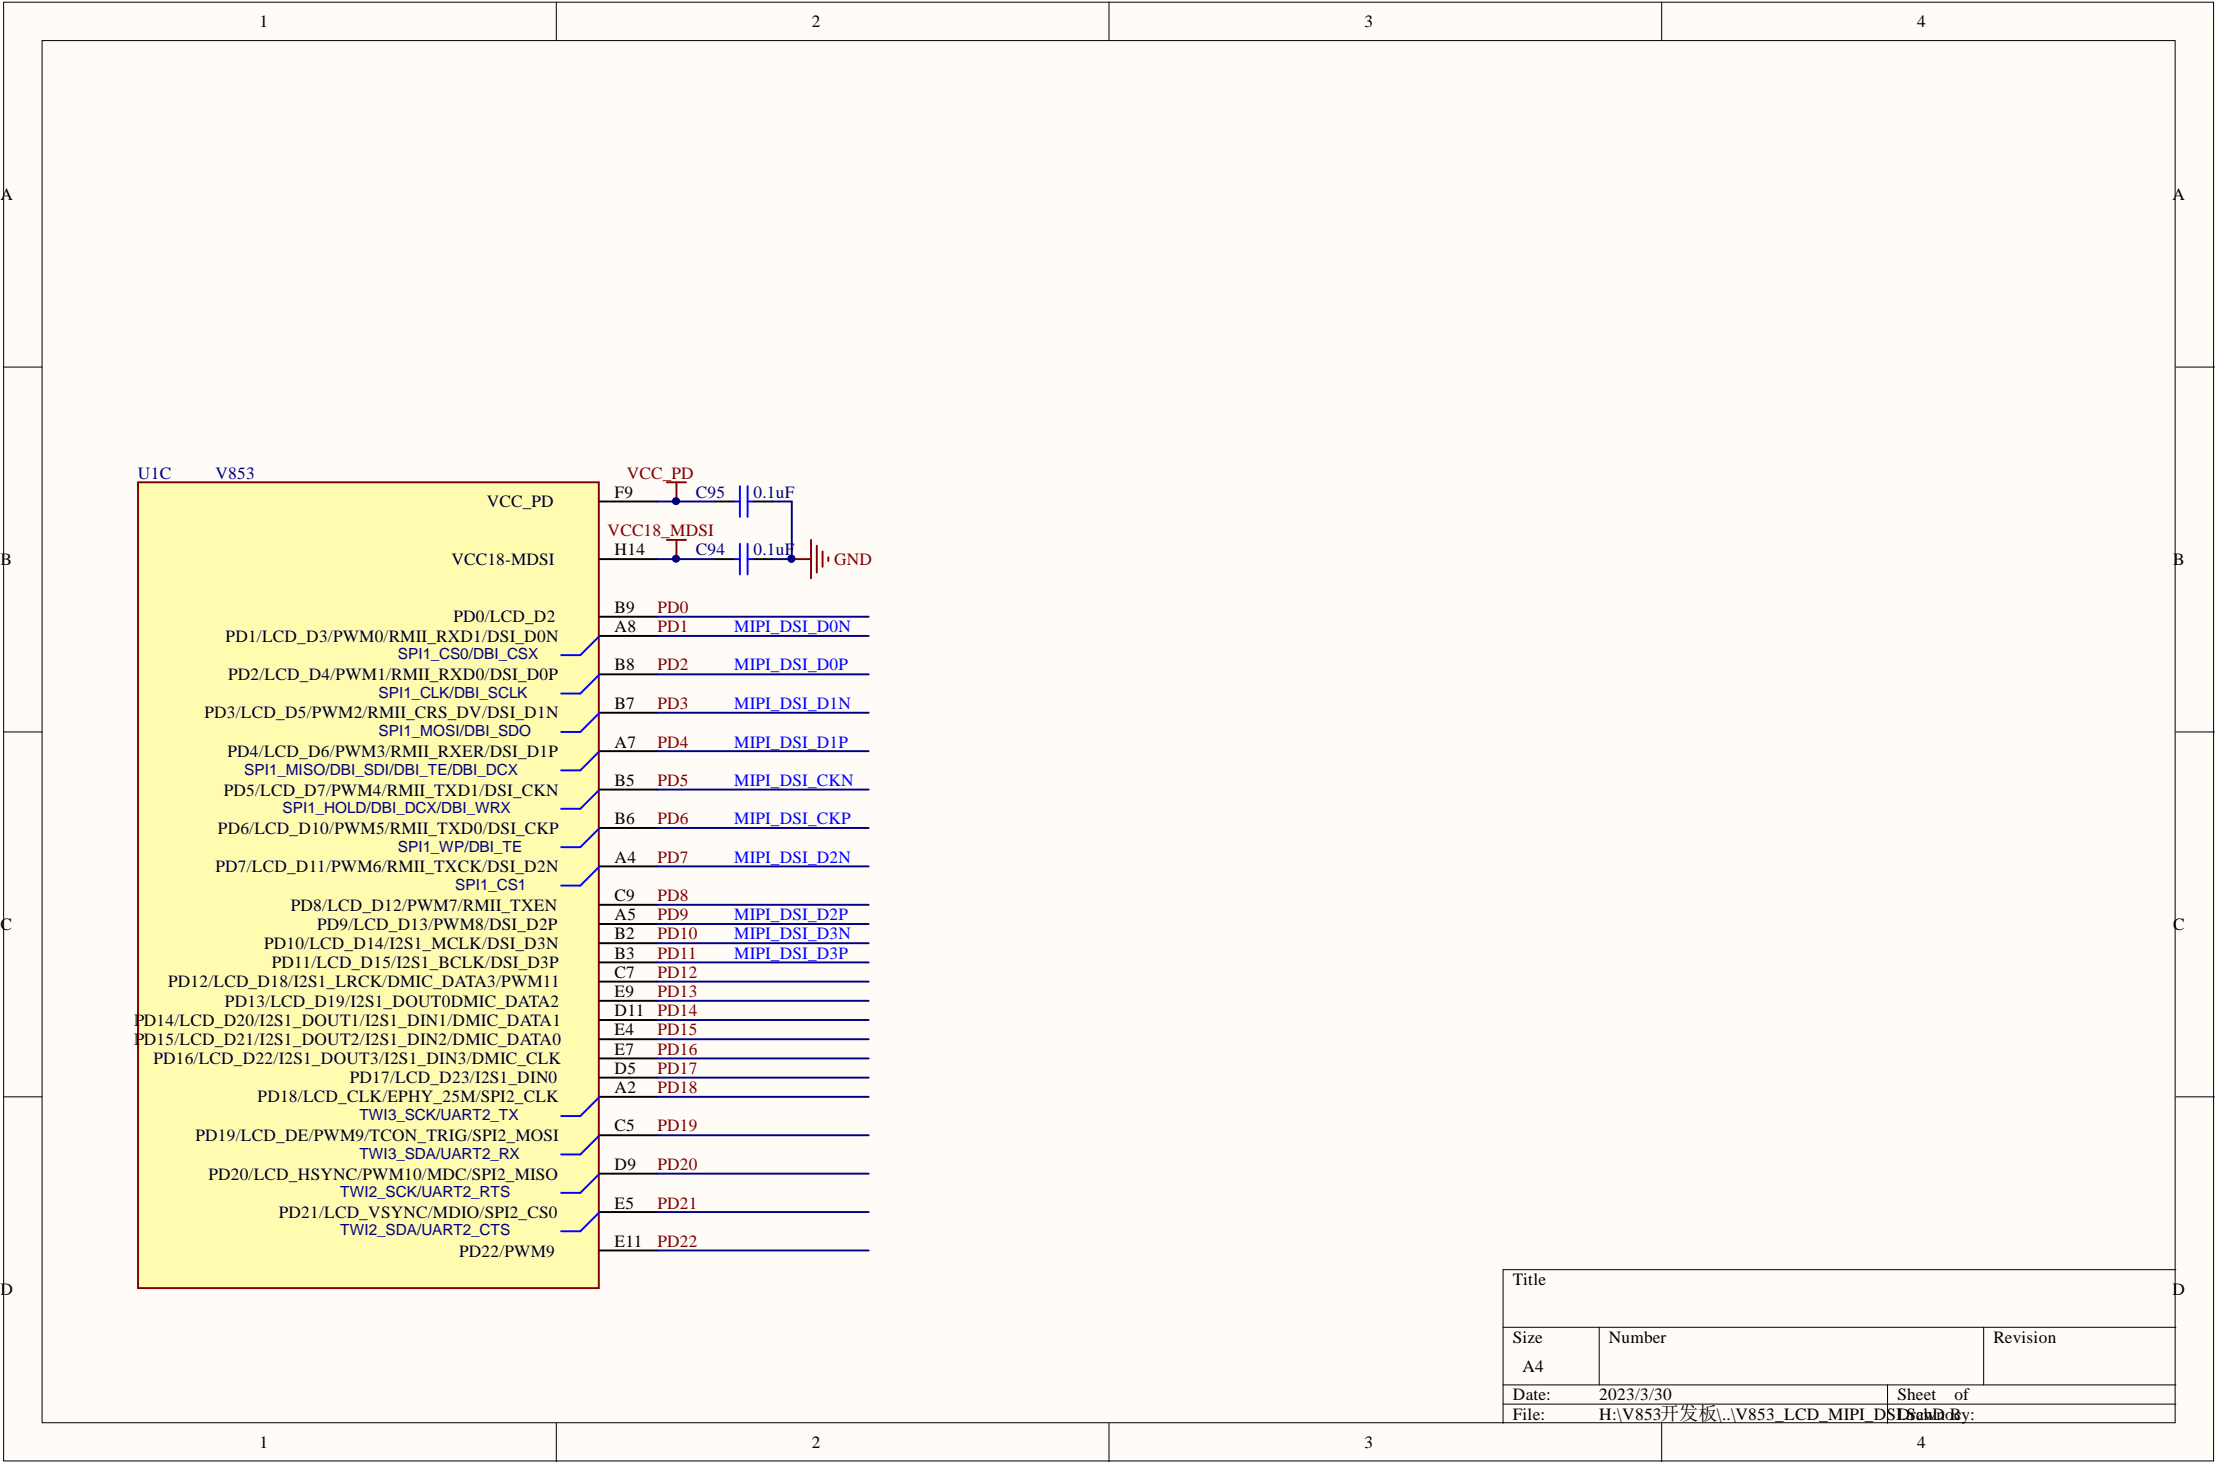 1 2 3 4
A A
U1C V853
VCC_PD
VCC_PD F9 C95 0.1uF
VCC18_MDSI
VCC18-MDSI H14 C94 0.1uF GND
B B
PD0/LCD_D2 B9 PD0
PD1/LCD_D3/PWM0/RMII_RXD1/DSI_D0N A8 PD1 MIPI_DSI_D0N
SPI1_CS0/DBI_CSX
PD2/LCD_D4/PWM1/RMII_RXD0/DSI_D0P B8 PD2 MIPI_DSI_D0P
SPI1_CLK/DBI_SCLK
PD3/LCD_D5/PWM2/RMII_CRS_DV/DSI_D1N B7 PD3 MIPI_DSI_D1N
SPI1_MOSI/DBI_SDO
PD4/LCD_D6/PWM3/RMII_RXER/DSI_D1P A7 PD4 MIPI_DSI_D1P
SPI1_MISO/DBI_SDI/DBI_TE/DBI_DCX
PD5/LCD_D7/PWM4/RMII_TXD1/DSI_CKN B5 PD5 MIPI_DSI_CKN
SPI1_HOLD/DBI_DCX/DBI_WRX
PD6/LCD_D10/PWM5/RMII_TXD0/DSI_CKP B6 PD6 MIPI_DSI_CKP
SPI1_WP/DBI_TE
PD7/LCD_D11/PWM6/RMII_TXCK/DSI_D2N A4 PD7 MIPI_DSI_D2N
SPI1_CS1
PD8/LCD_D12/PWM7/RMII_TXEN C9 PD8
PD9/LCD_D13/PWM8/DSI_D2P A5 PD9 MIPI_DSI_D2P
C C
PD10/LCD_D14/I2S1_MCLK/DSI_D3N B2 PD10 MIPI_DSI_D3N
PD11/LCD_D15/I2S1_BCLK/DSI_D3P B3 PD11 MIPI_DSI_D3P
PD12/LCD_D18/I2S1_LRCK/DMIC_DATA3/PWM11 C7 PD12
PD13/LCD_D19/I2S1_DOUT0DMIC_DATA2 E9 PD13
PD14/LCD_D20/I2S1_DOUT1/I2S1_DIN1/DMIC_DATA1 D11 PD14
PD15/LCD_D21/I2S1_DOUT2/I2S1_DIN2/DMIC_DATA0 E4 PD15
PD16/LCD_D22/I2S1_DOUT3/I2S1_DIN3/DMIC_CLK E7 PD16
PD17/LCD_D23/I2S1_DIN0 D5 PD17
PD18/LCD_CLK/EPHY_25M/SPI2_CLK A2 PD18
TWI3_SCK/UART2_TX
PD19/LCD_DE/PWM9/TCON_TRIG/SPI2_MOSI C5 PD19
TWI3_SDA/UART2_RX
PD20/LCD_HSYNC/PWM10/MDC/SPI2_MISO D9 PD20
TWI2_SCK/UART2_RTS
PD21/LCD_VSYNC/MDIO/SPI2_CS0 E5 PD21
TWI2_SDA/UART2_CTS
PD22/PWM9 E11 PD22
D D
Title
Size Number Revision
A4
Date: 2023/3/30 Sheet of
File: H:\V853开发板\..\V853_LCD_MIPI_DSI.SchDoc Drawn By:
1 2 3 4